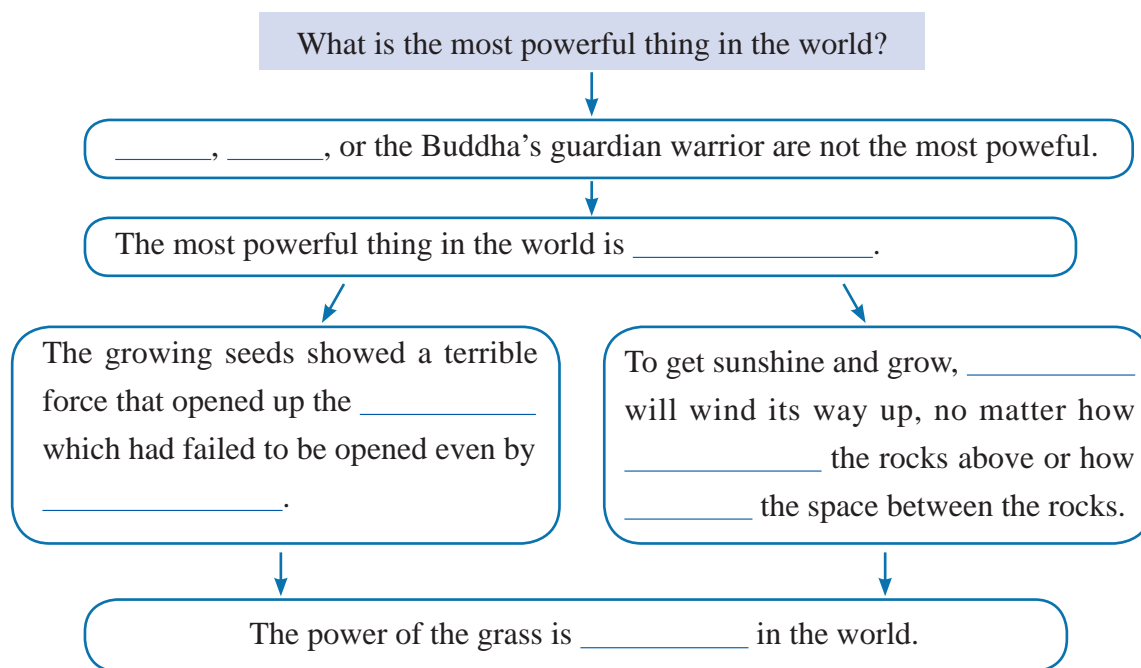 What is the most powerful thing in the world?
______, ______, or the Buddha’s guardian warrior are not the most poweful.
The most powerful thing in the world is _______________.
The growing seeds showed a terrible
force that opened up the ___________
which had failed to be opened even by
_______________.
To get sunshine and grow, __________
will wind its way up, no matter how
____________ the rocks above or how
________ the space between the rocks.
The power of the grass is __________ in the world.